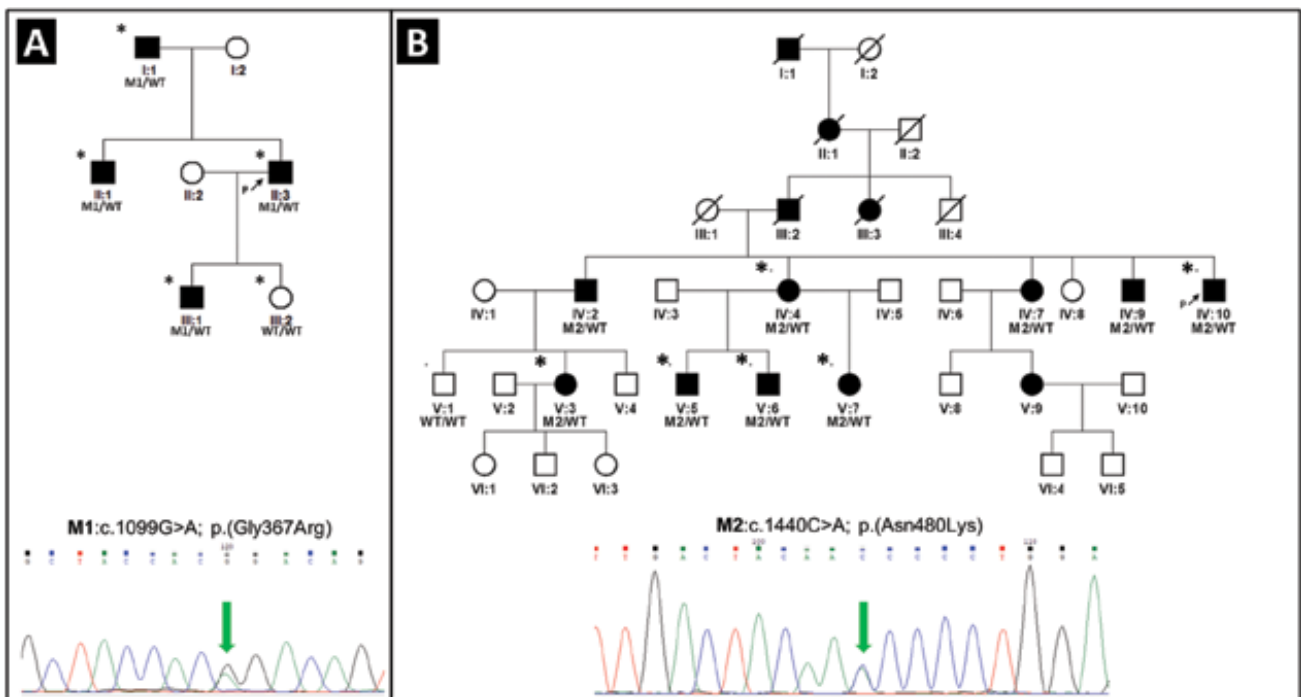 A
*
I:1
I:2
M1/WT
*
*
II:1
II:2
P
II:3
M1/WT
M1/WT
*
*
III:1
III:2
M1/WT
WT/WT
M1:c.1099G>A; p.(Gly367Arg)
120
G C T A C C A C G G A C A G
B
I:1
I:2
II:1
II:2
III:1
III:2
III:3
III:4
*.
*.
IV:1
IV:2
IV:3
IV:4
IV:5
IV:6
IV:7
IV:8
IV:9
P
IV:10
M2/WT
M2/WT
M2/WT
M2/WT
M2/WT
.
*
*.
*.
*.
V:1
V:2
V:3
V:4
V:5
V:6
V:7
V:8
V:9
V:10
WT/WT
M2/WT
M2/WT
M2/WT
M2/WT
VI:1
VI:2
VI:3
VI:4
VI:5
M2:c.1440C>A; p.(Asn480Lys)
T T G A C T A C A A C C C C C T G G A